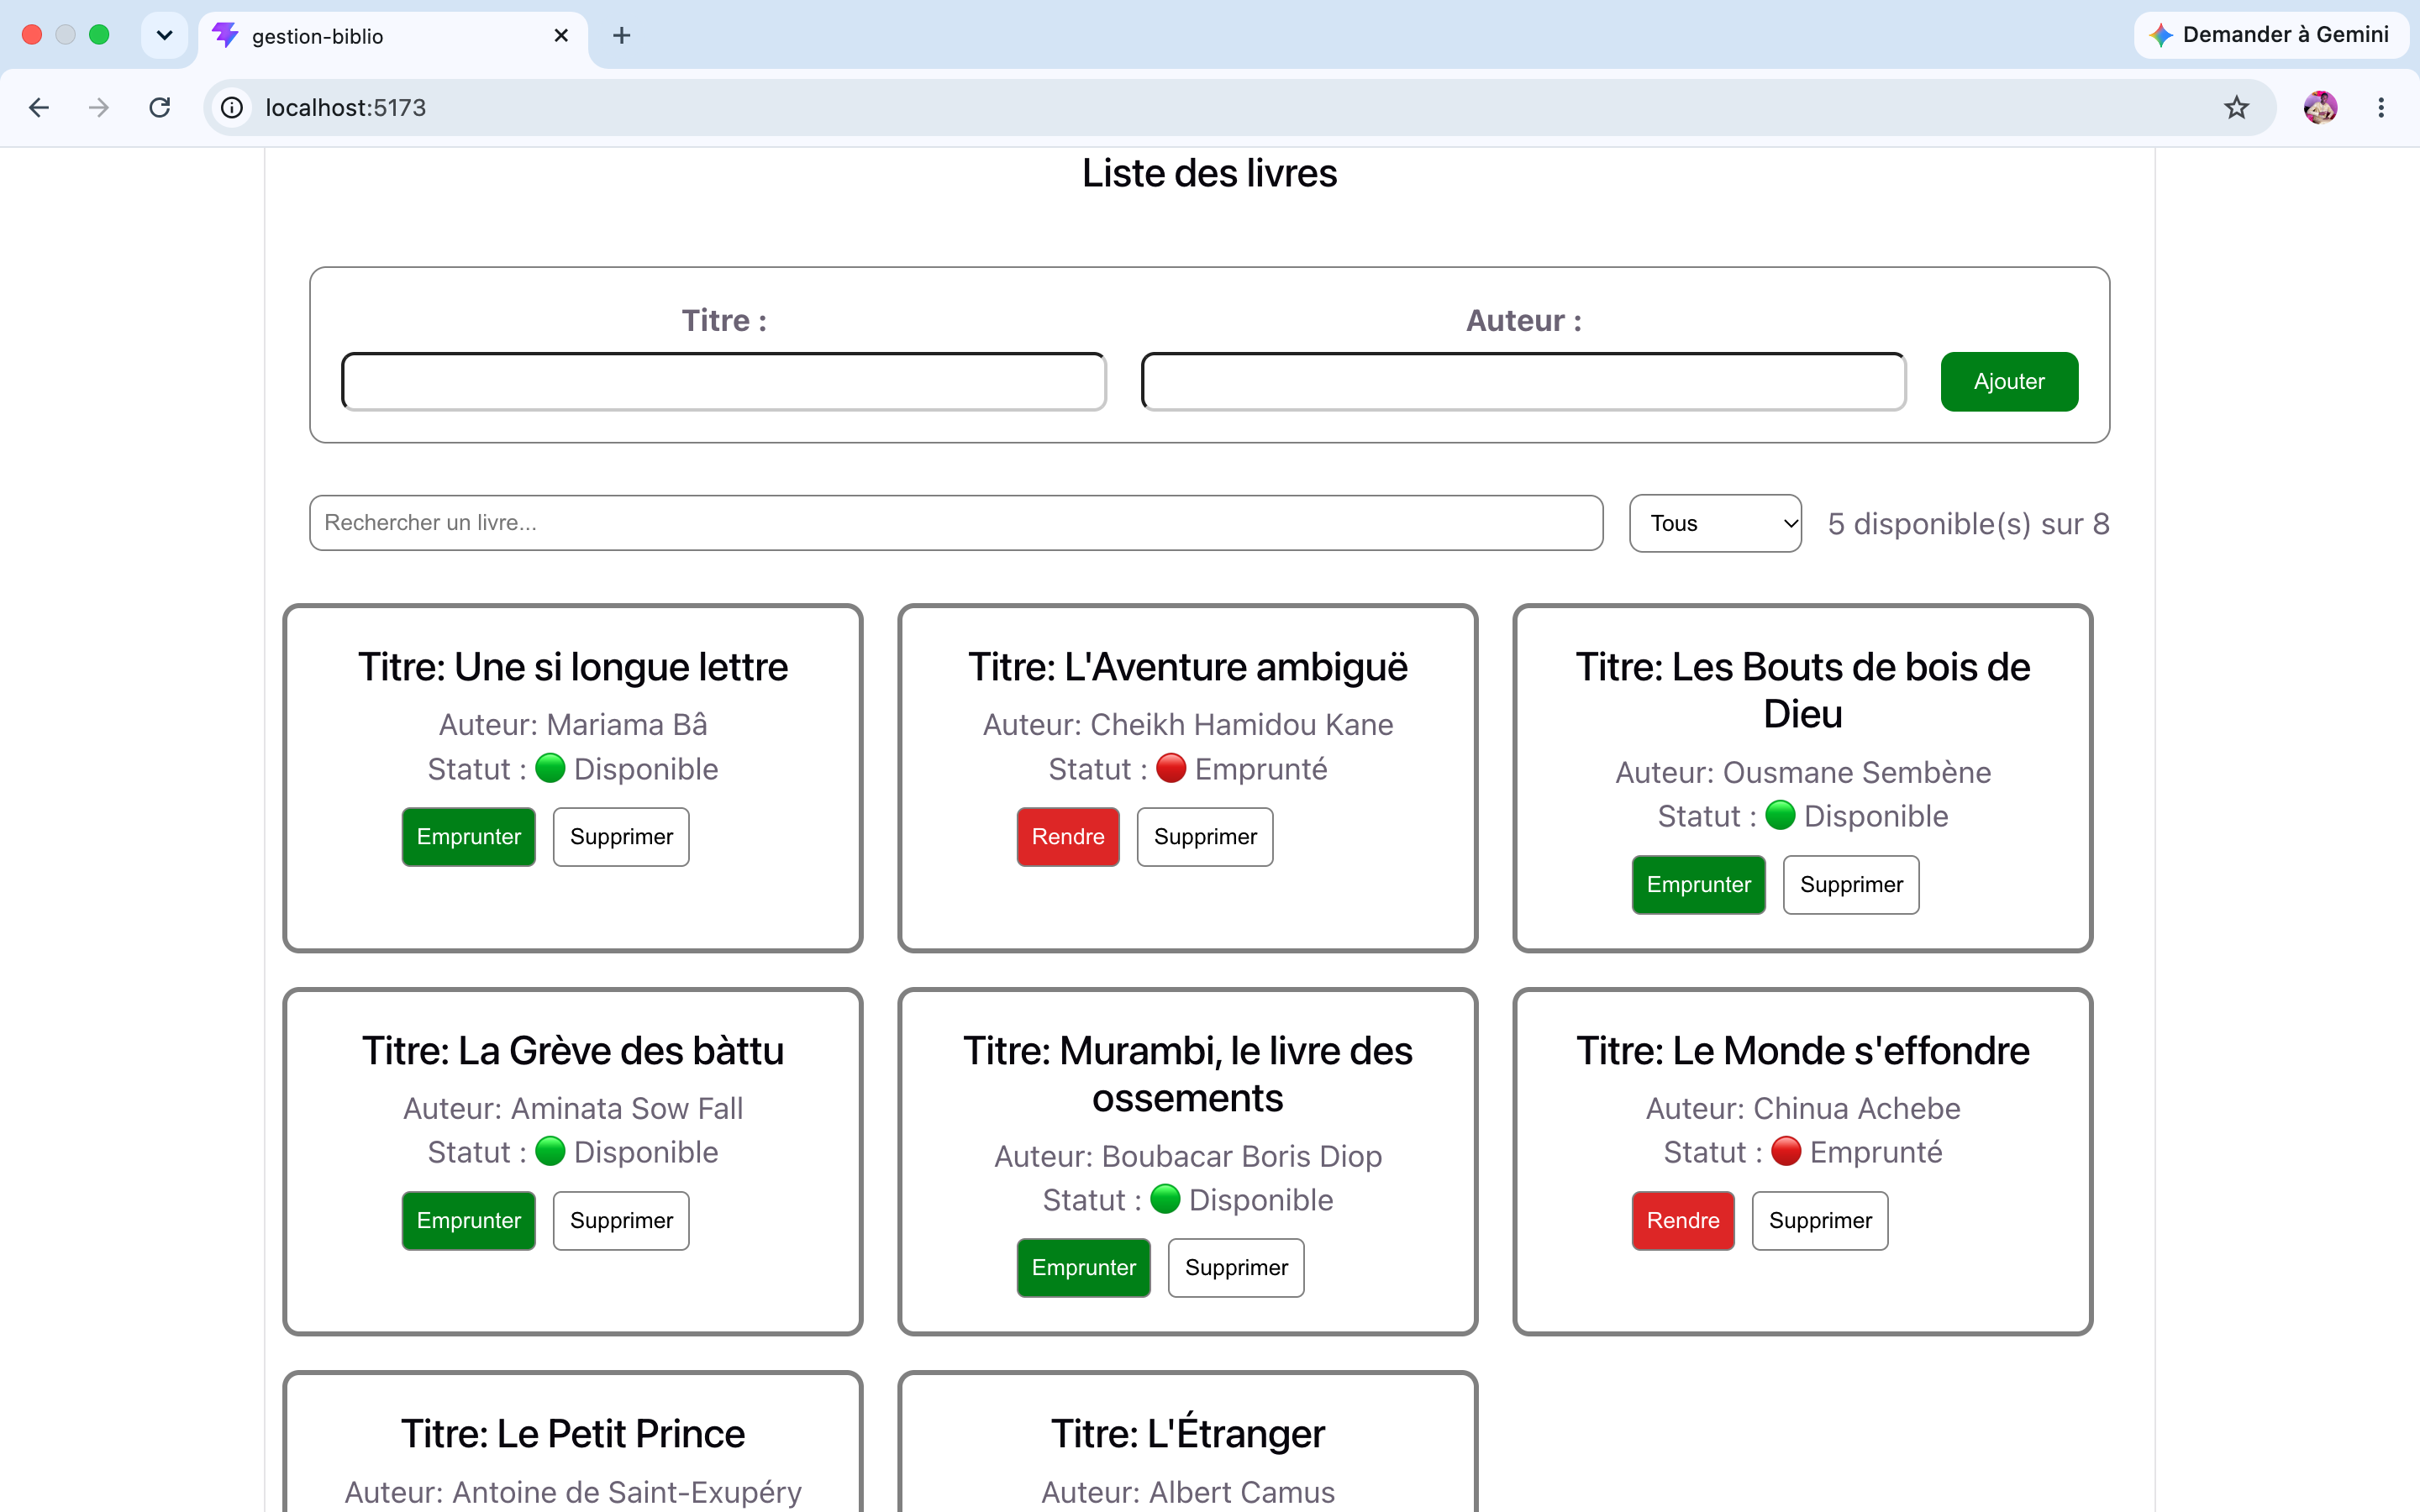 gestion-biblio
Demander à Gemini
localhost:5173
Liste des livres
Titre :
Auteur :
Ajouter
Rechercher un livre...
Tous
5 disponible(s) sur 8
Titre: Une si longue lettre
Auteur: Mariama Bâ
Statut : Disponible
Emprunter
Supprimer
Titre: L'Aventure ambiguë
Auteur: Cheikh Hamidou Kane
Statut : Emprunté
Rendre
Supprimer
Titre: Les Bouts de bois de
Dieu
Auteur: Ousmane Sembène
Statut : Disponible
Emprunter
Supprimer
Titre: La Grève des bàttu
Auteur: Aminata Sow Fall
Statut : Disponible
Emprunter
Supprimer
Titre: Murambi, le livre des
ossements
Auteur: Boubacar Boris Diop
Statut : Disponible
Emprunter
Supprimer
Titre: Le Monde s'effondre
Auteur: Chinua Achebe
Statut : Emprunté
Rendre
Supprimer
Titre: Le Petit Prince
Auteur: Antoine de Saint-Exupéry
Titre: L'Étranger
Auteur: Albert Camus